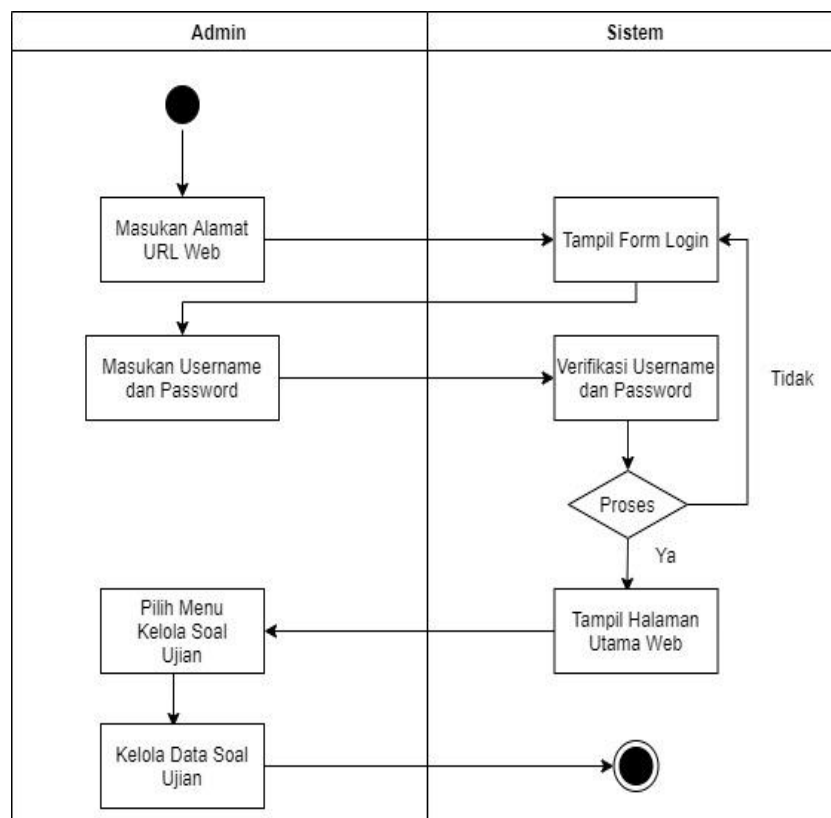 Admin
Sistem
Masukan Alamat
URL Web
Tampil Form Login
Masukan Username
dan Password
Verifikasi Username
dan Password
Tidak
Proses
Ya
Pilih Menu
Kelola Soal
Ujian
Tampil Halaman
Utama Web
Kelola Data Soal
Ujian